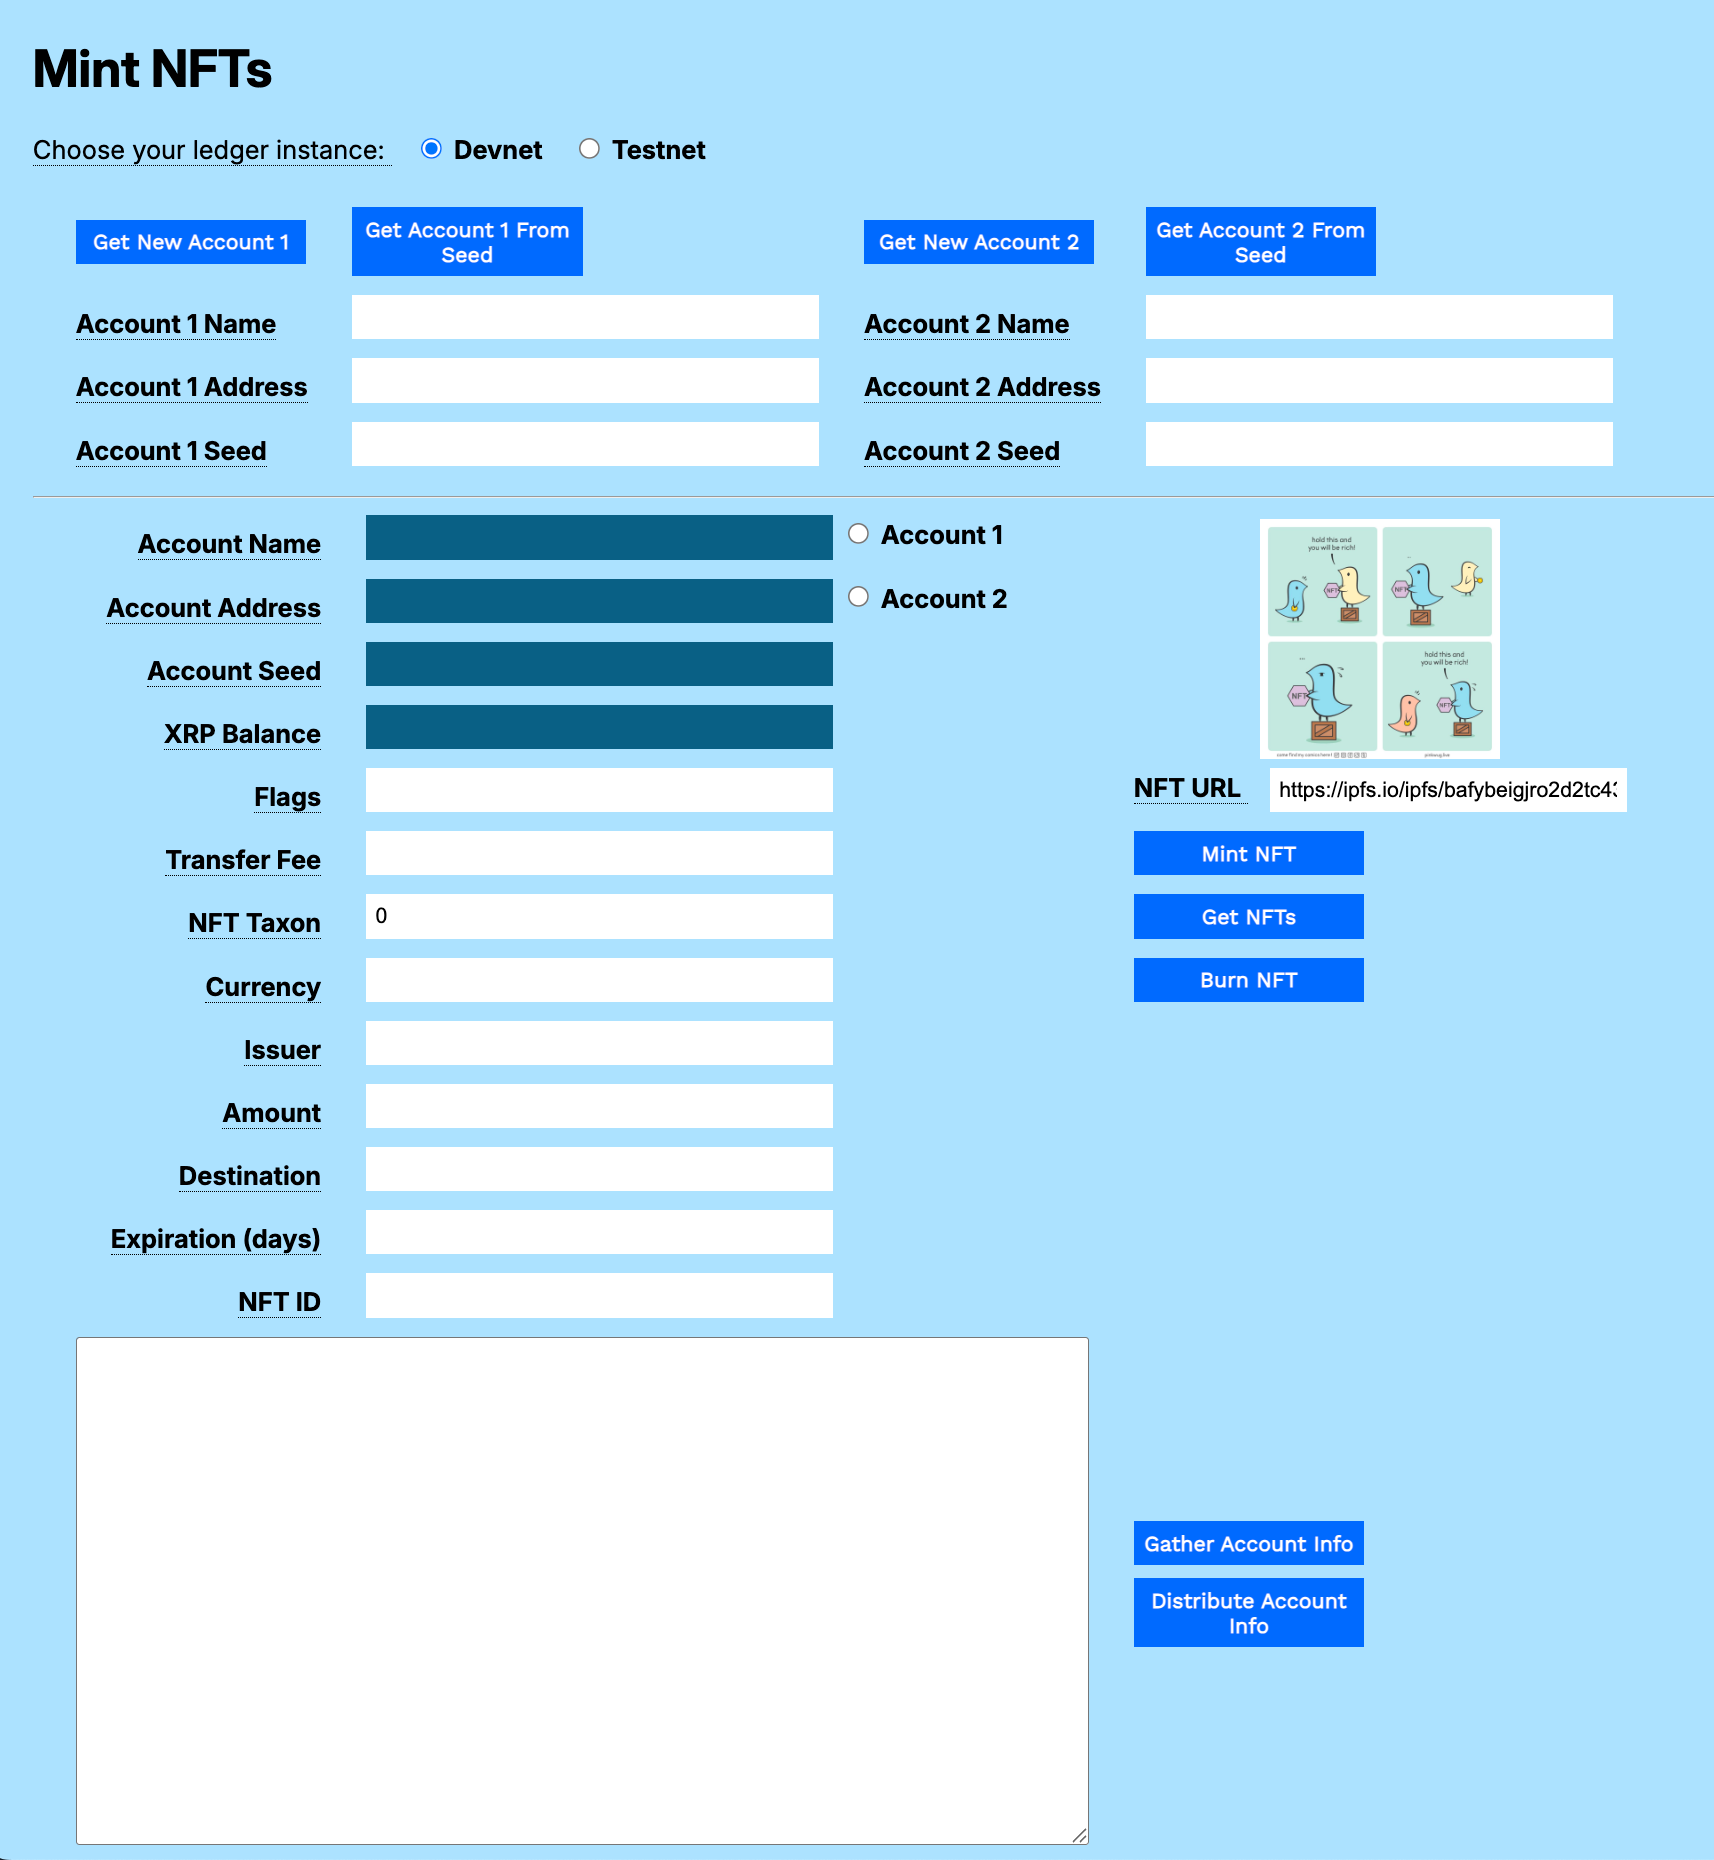 Mint NFTs
Choose your ledger instance: Devnet Testnet
Get New Account 1
Get Account 1 From
Seed
Get New Account 2
Get Account 2 From
Seed
Account 1 Name
Account 2 Name
Account 1 Address
Account 2 Address
Account 1 Seed
Account 2 Seed
Account Name
Account 1
Account Address
Account 2
Account Seed
XRP Balance
hold this and
you will be rich!
NFT
...
NFT
...
NFT
hold this and
you will be rich!
NFT
Flags
NFT URL
https://ipfs.io/ipfs/bafybeigjro2d2tc43
Transfer Fee
Mint NFT
NFT Taxon
0
Get NFTs
Currency
Burn NFT
Issuer
Amount
Destination
Expiration (days)
NFT ID
Gather Account Info
Distribute Account
Info